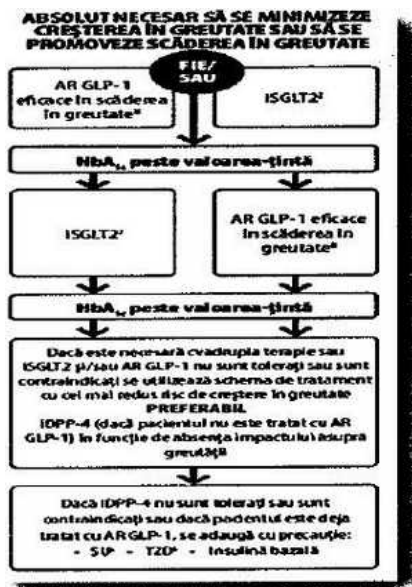 ABSOLUT NECESAR SĂ SE MINIMIZEZE
CREȘTEREA ÎN GREUTATE SAU SĂ SE
PROMOVEZE SCĂDEREA ÎN GREUTATE
FIE/
SAU
AR GLP-1
eficace în scăderea
în greutate
ISGLT2
HbA1c peste valoarea-țintă
ISGLT2
AR GLP-1 eficace
în scăderea în
greutate
HbA1c peste valoarea-țintă
Dacă este necesară cvadrupla terapie sau
ISGLT2 și/sau AR GLP-1 nu sunt tolerați sau sunt
contraindicați se utilizează schema de tratament
cu cel mai redus risc de creștere în greutate
PREFERABIL
iDPP-4 (dacă pacientul nu este tratat cu AR
GLP-1) în funcție de absența impactului asupra
greutății
Dacă iDPP-4 nu sunt tolerați sau sunt
contraindicați sau dacă pacientul este deja
tratat cu AR GLP-1, se adaugă cu precauție:
- SU - TZD - Insulină bazală